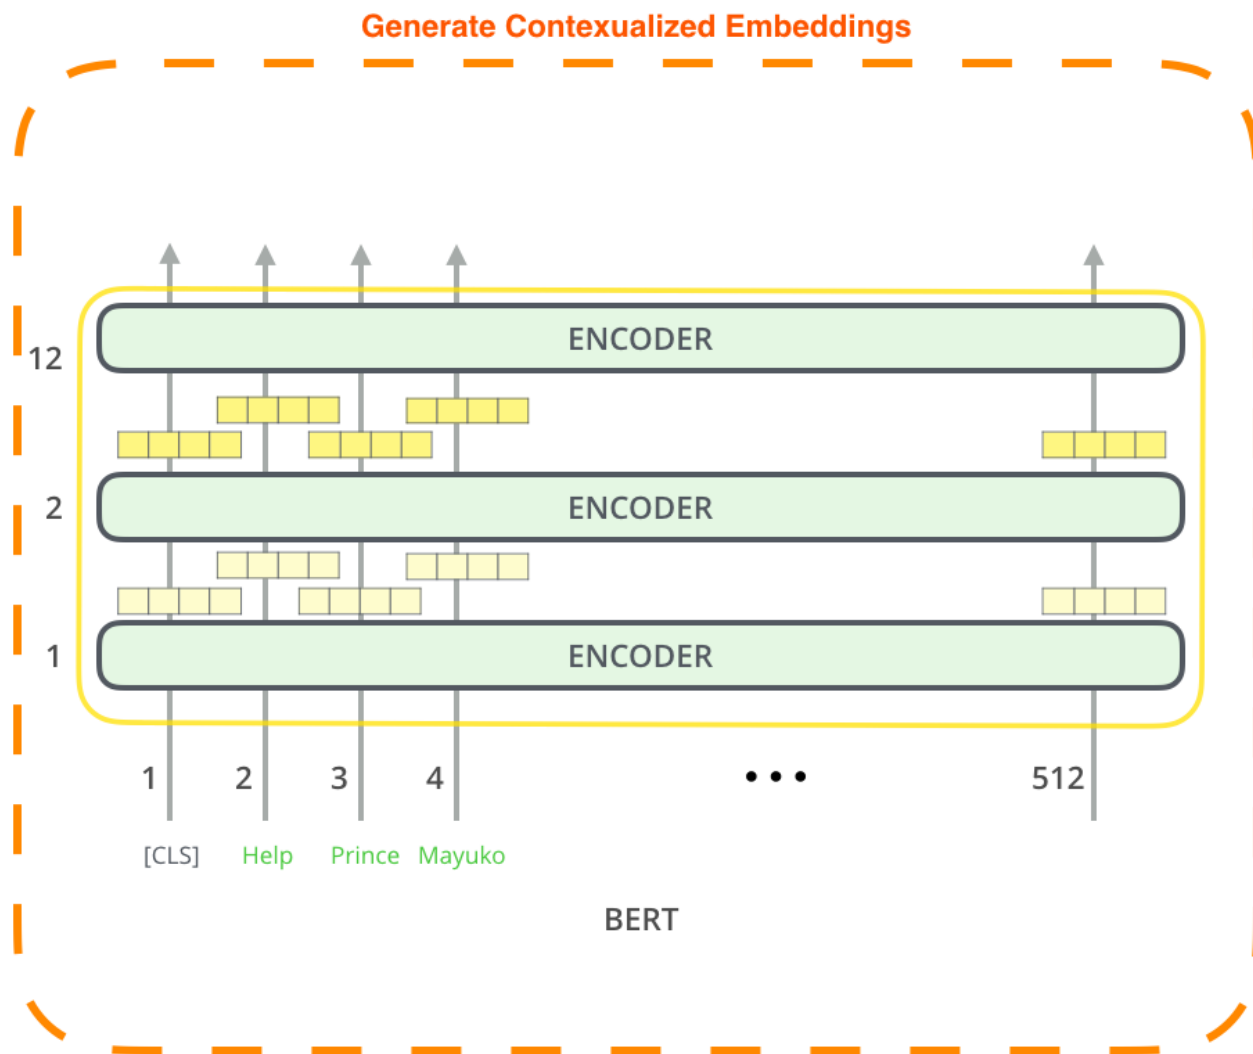 Generate Contexualized Embeddings
12
ENCODER
2
ENCODER
1
ENCODER
1 2 3 4 ••• 512
[CLS] Help Prince Mayuko
BERT